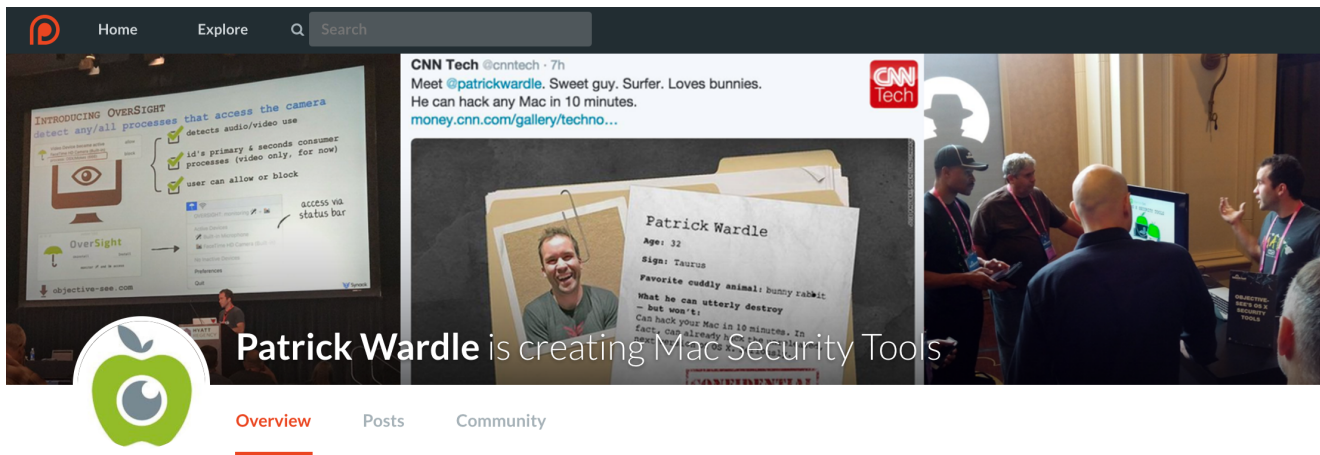 Home
Explore
Search
INTRODUCING OVERSIGHT
detect any/all processes that access the camera
detects audio/video use
id's primary & seconds consumer
processes (video only, for now)
user can allow or block
access via
status bar
OverSight
Preferences
Quit
objective-see.com
HYATT
CNN Tech @cnntech · 7h
Meet @patrickwardle. Sweet guy. Surfer. Loves bunnies.
He can hack any Mac in 10 minutes.
money.cnn.com/gallery/techno…
CNN
Tech
Patrick Wardle
Age: 32
Sign: Taurus
Favorite cuddly animal: bunny rabbit
What he can utterly destroy
— but won't:
Can hack your Mac in 10 minutes. In
fact, can already
CONFIDENTIAL
OBJECTIVE-
SEE'S OS X
SECURITY
TOOLS
Patrick Wardle is creating Mac Security Tools
Overview
Posts
Community